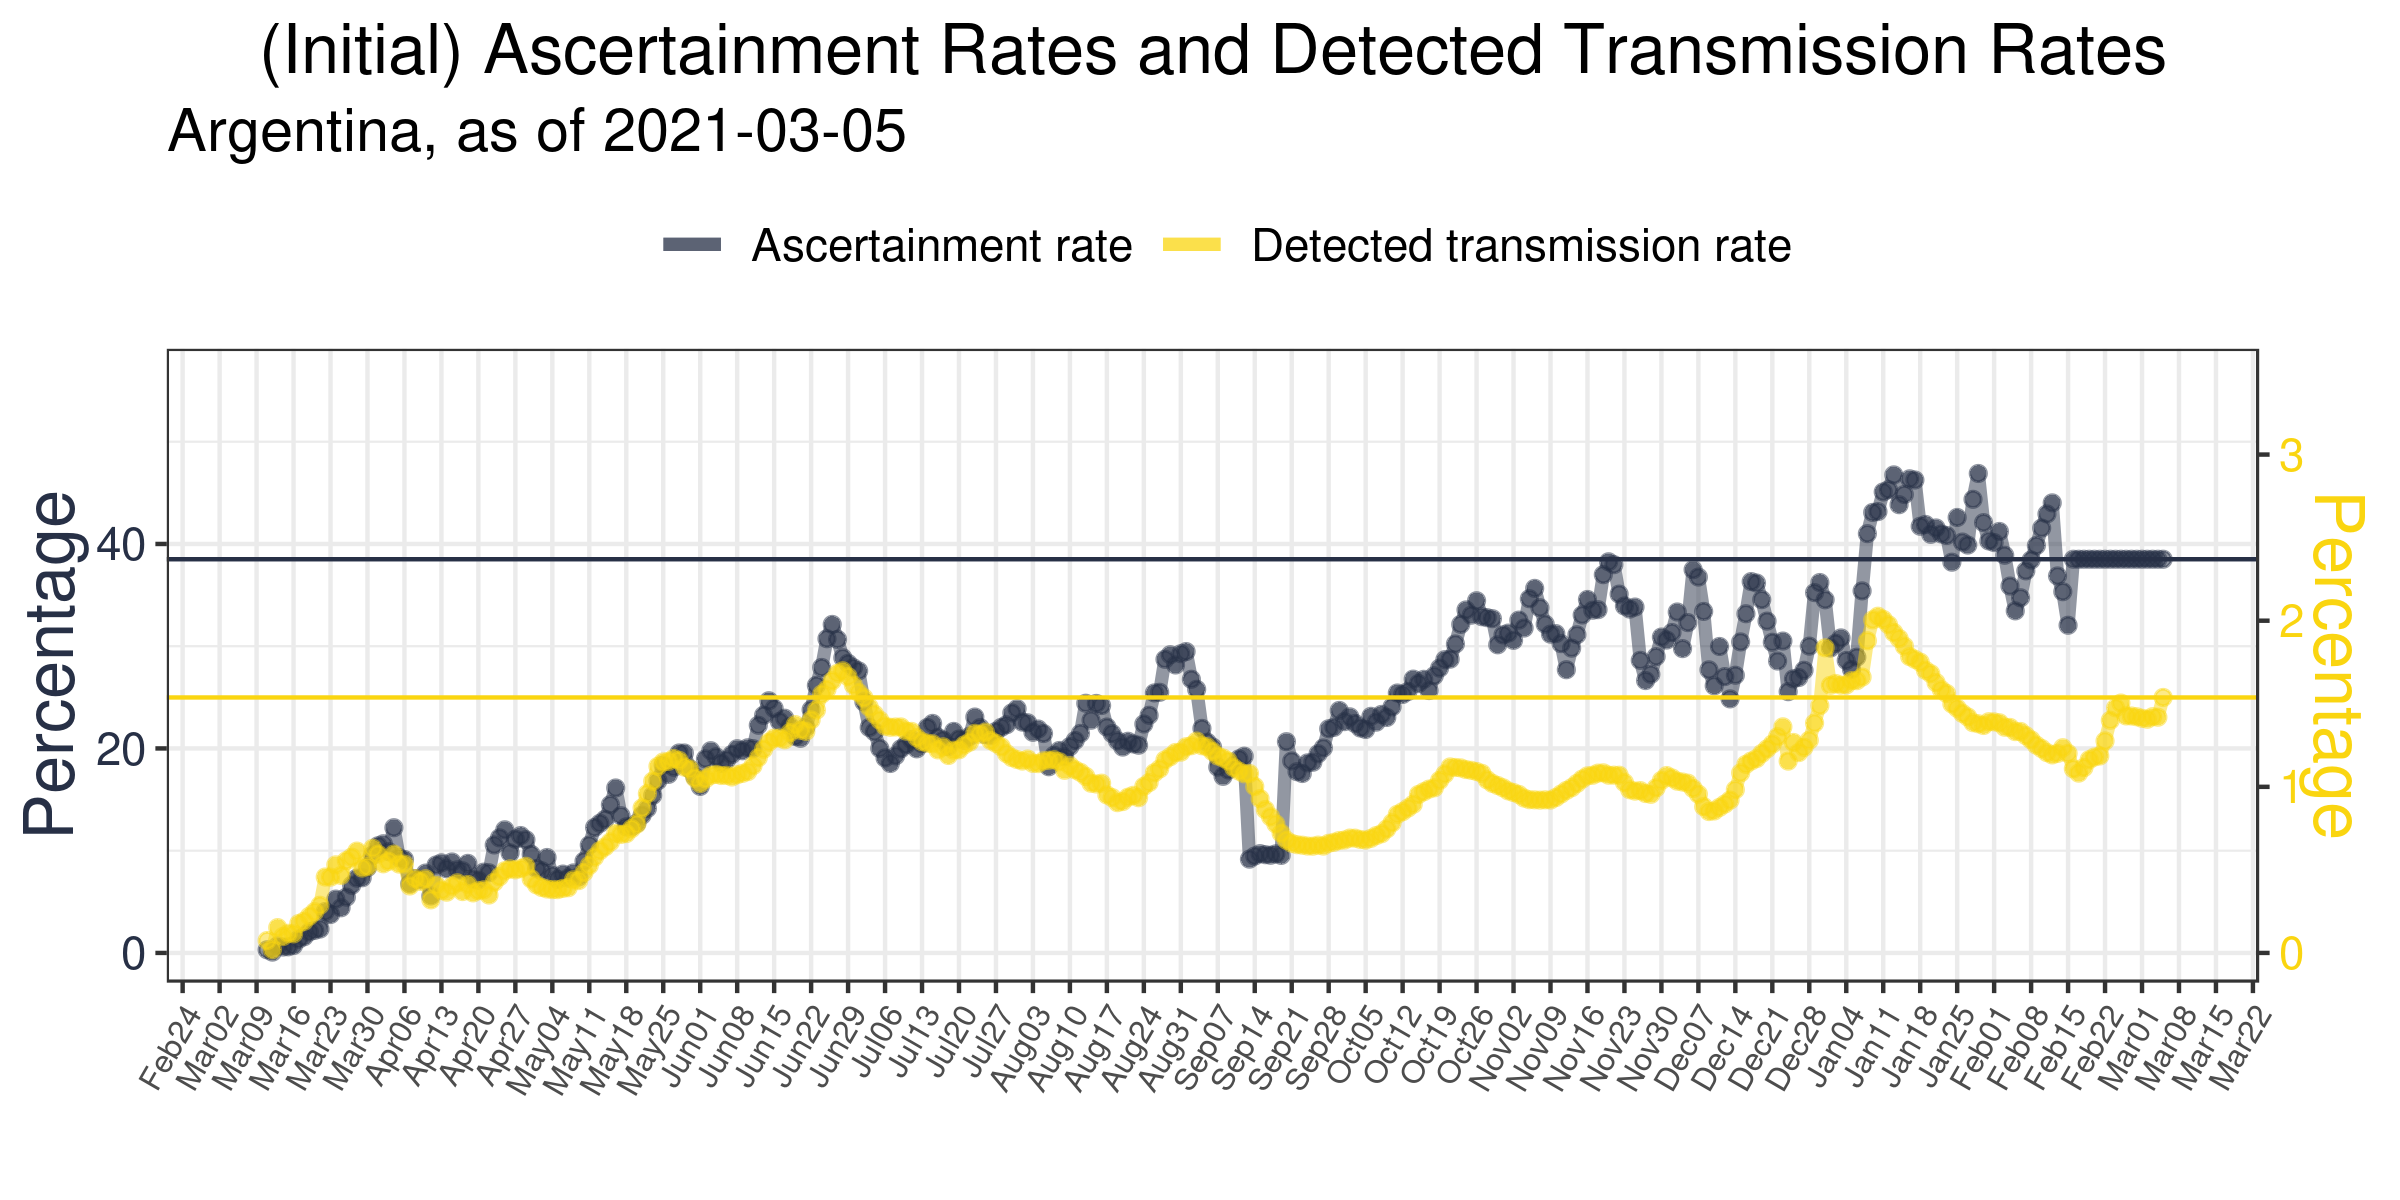 (Initial) Ascertainment Rates and Detected Transmission Rates
Argentina, as of 2021-03-05
Ascertainment rate Detected transmission rate
Percentage
40
20
0
3
2
1
0
Percentage
Feb24 Mar02 Mar09 Mar16 Mar23 Mar30 Apr06 Apr13 Apr20 Apr27 May04 May11 May18 May25 Jun01 Jun08 Jun15 Jun22 Jun29 Jul06 Jul13 Jul20 Jul27 Aug03 Aug10 Aug17 Aug24 Aug31 Sep07 Sep14 Sep21 Sep28 Oct05 Oct12 Oct19 Oct26 Nov02 Nov09 Nov16 Nov23 Nov30 Dec07 Dec14 Dec21 Dec28 Jan04 Jan11 Jan18 Jan25 Feb01 Feb08 Feb15 Feb22 Mar01 Mar08 Mar15 Mar22